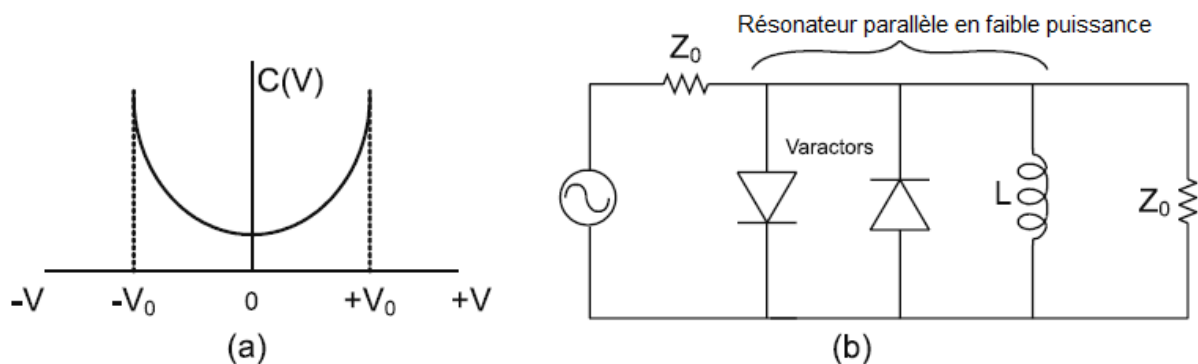 Résonateur parallèle en faible puissance
C(V)
Z₀
Varactors
L
Z₀
-V
-V₀
0
+V₀
+V
(a)
(b)